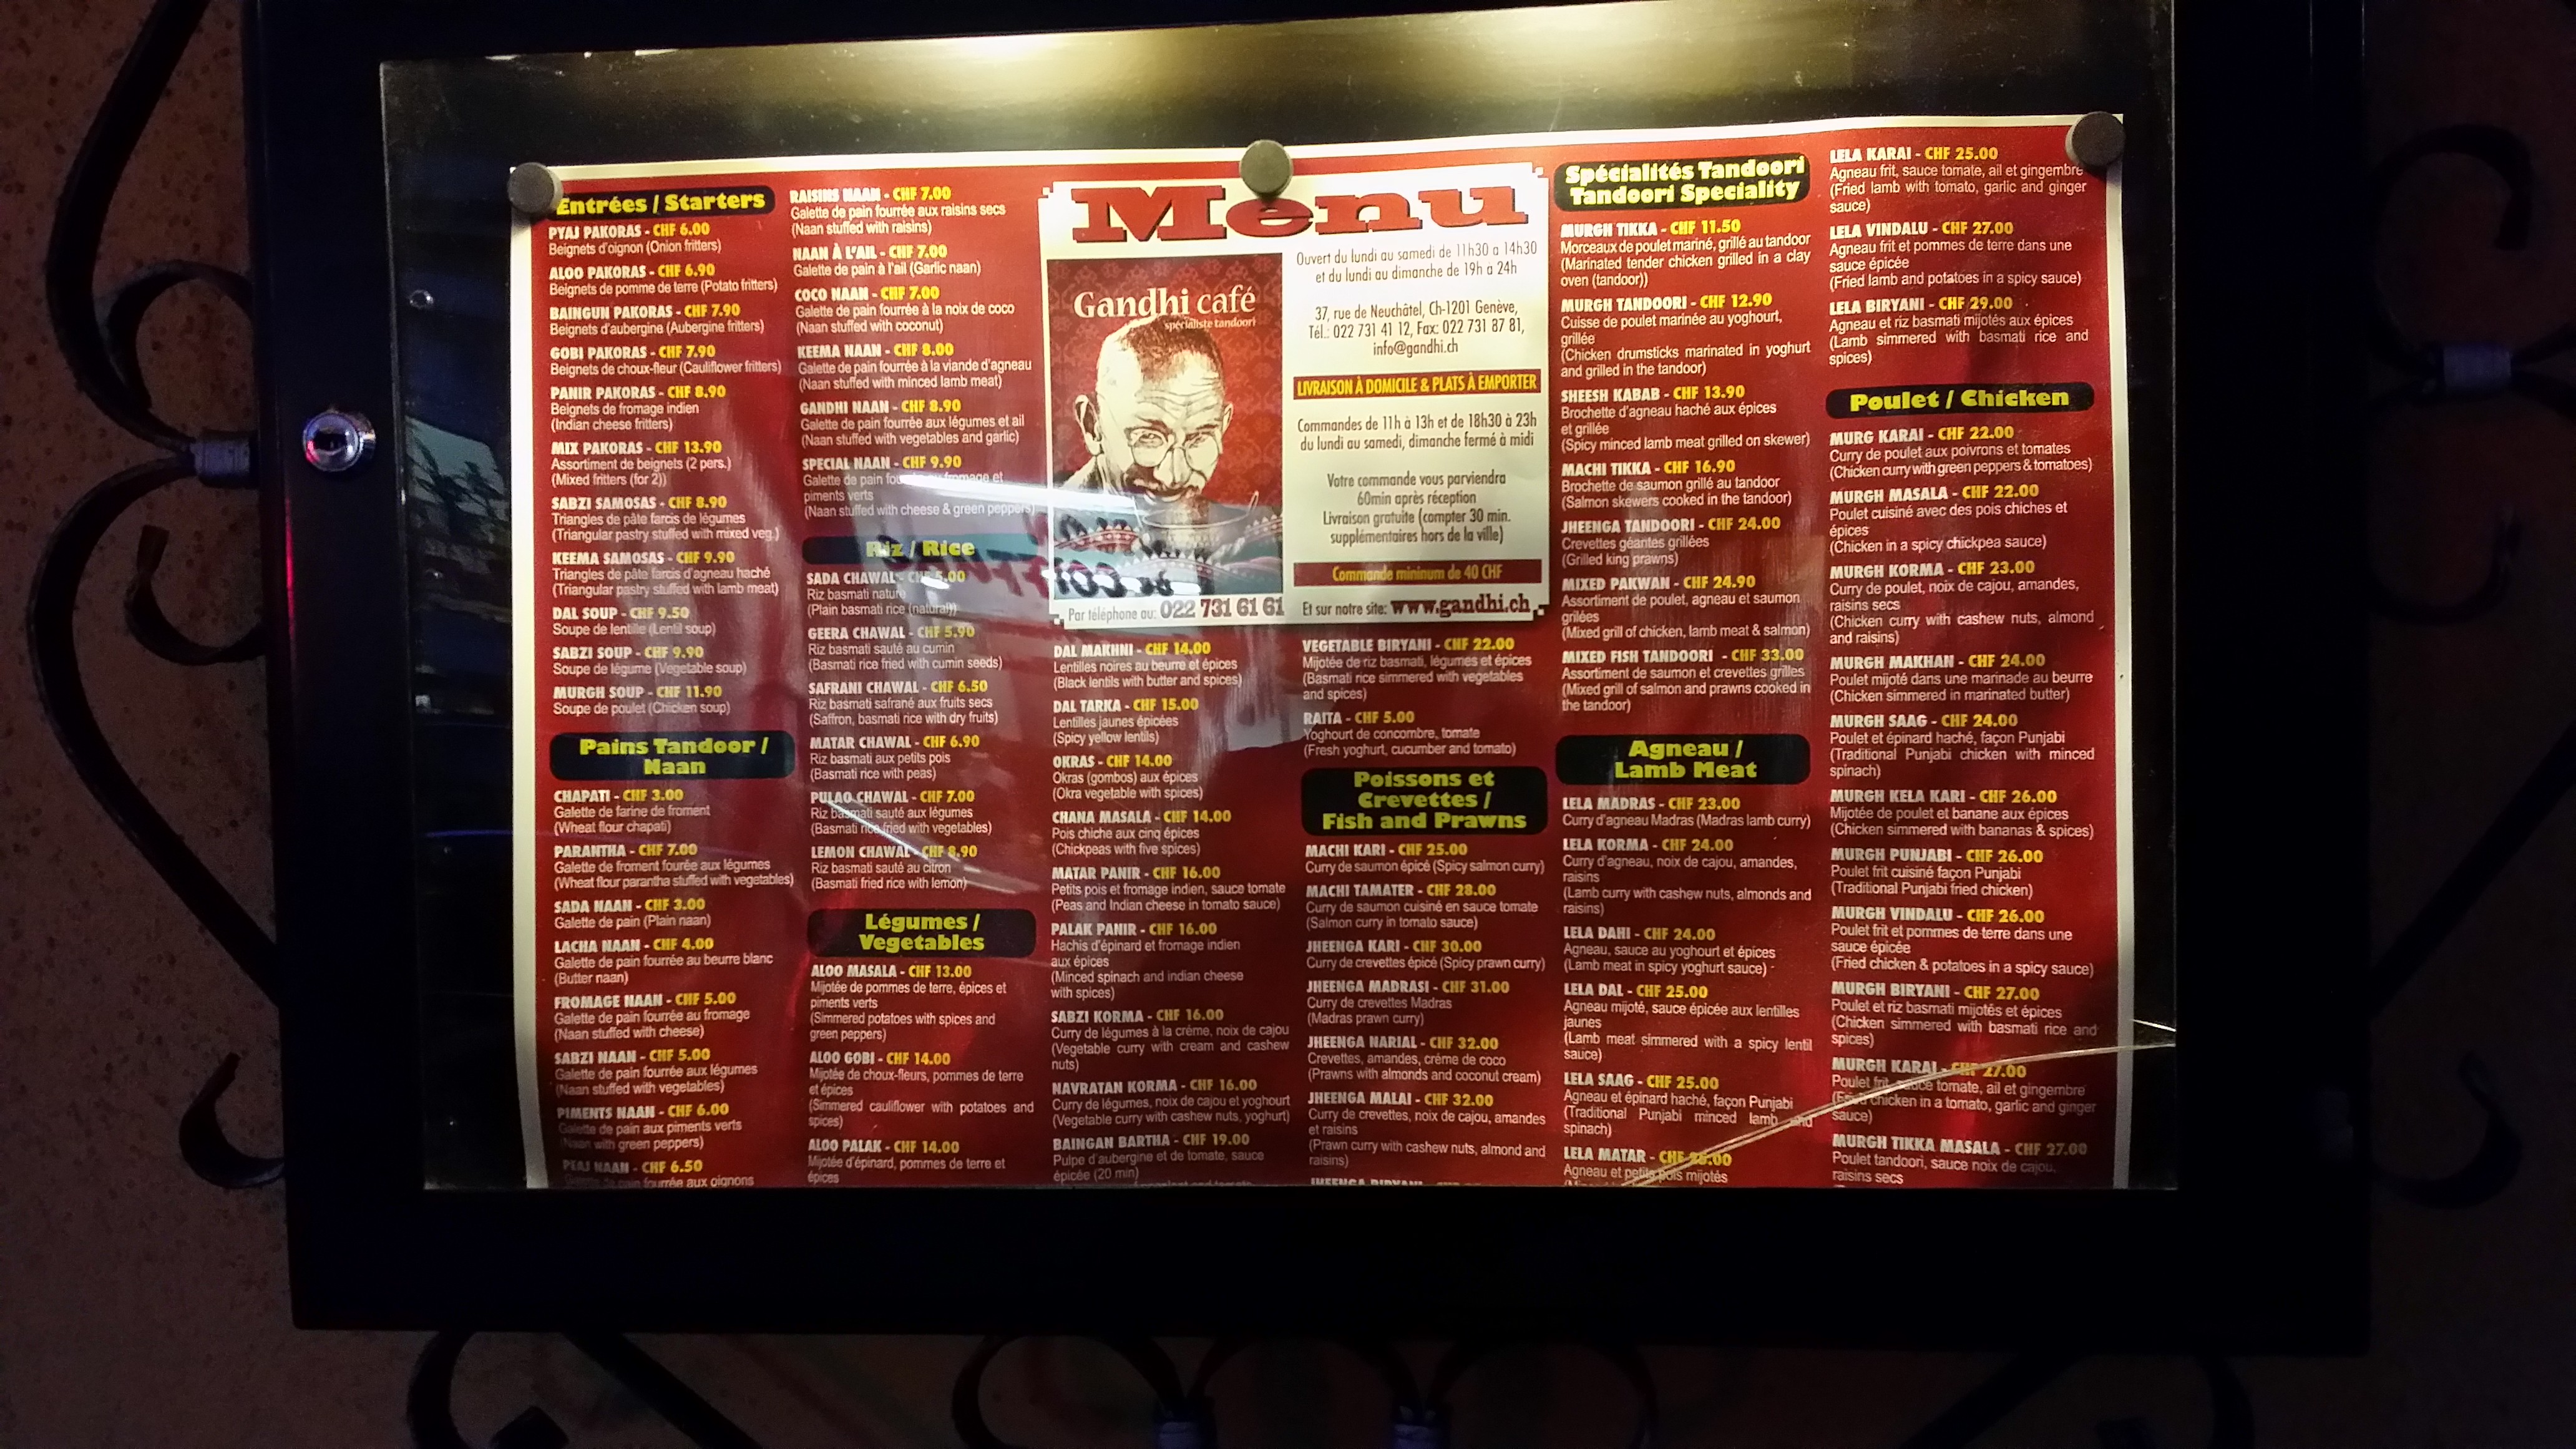 Entrées / Starters
PYAJ PAKORAS - CHF 6.00
Beignets d'oignon (Onion fritters)
ALOO PAKORAS - CHF 6.90
Beignets de pomme de terre (Potato fritters)
BAINGUN PAKORAS - CHF 7.90
Beignets d'aubergine (Aubergine fritters)
GOBI PAKORAS - CHF 7.90
Beignets de choux-fleur (Cauliflower fritters)
PANIR PAKORAS - CHF 8.90
Beignets de fromage indien
(Indian cheese fritters)
MIX PAKORAS - CHF 13.90
Assortiment de beignets (2 pers.)
(Mixed fritters (for 2))
SABZI SAMOSAS - CHF 8.90
Triangles de pâte farcis de légumes
(Triangular pastry stuffed with mixed veg.)
KEEMA SAMOSAS - CHF 9.90
Triangles de pâte farcis d'agneau haché
(Triangular pastry stuffed with lamb meat)
DAL SOUP - CHF 9.50
Soupe de lentille (Lentil soup)
SABZI SOUP - CHF 9.90
Soupe de légume (Vegetable soup)
MURGH SOUP - CHF 11.90
Soupe de poulet (Chicken soup)
Pains Tandoor /
Naan
CHAPATI - CHF 3.00
Galette de farine de froment
(Wheat flour chapati)
PARANTHA - CHF 7.00
Galette de froment fourée aux légumes
(Wheat flour parantha stuffed with vegetables)
SADA NAAN - CHF 3.00
Galette de pain (Plain naan)
LACHA NAAN - CHF 4.00
Galette de pain fourrée au beurre blanc
(Butter naan)
FROMAGE NAAN - CHF 5.00
Galette de pain fourrée au fromage
(Naan stuffed with cheese)
SABZI NAAN - CHF 5.00
Galette de pain fourrée aux légumes
(Naan stuffed with vegetables)
PIMENTS NAAN - CHF 6.00
Galette de pain aux piments verts
(Naan with green peppers)
PEAJ NAAN - CHF 6.50
Galette de pain fourrée aux oignons
RAISINS NAAN - CHF 7.00
Galette de pain fourrée aux raisins secs
(Naan stuffed with raisins)
NAAN À L'AIL - CHF 7.00
Galette de pain à l'ail (Garlic naan)
COCO NAAN - CHF 7.00
Galette de pain fourrée à la noix de coco
(Naan stuffed with coconut)
KEEMA NAAN - CHF 8.00
Galette de pain fourrée à la viande d'agneau
(Naan stuffed with minced lamb meat)
GANDHI NAAN - CHF 8.90
Galette de pain fourrée aux légumes et ail
(Naan stuffed with vegetables and garlic)
SPECIAL NAAN - CHF 9.90
Galette de pain fourrée au fromage et
piments verts
(Naan stuffed with cheese & green peppers)
Riz / Rice
SADA CHAWAL - CHF 5.00
Riz basmati nature
(Plain basmati rice (natural))
GEERA CHAWAL - CHF 5.90
Riz basmati sauté au cumin
(Basmati rice fried with cumin seeds)
SAFRANI CHAWAL - CHF 6.50
Riz basmati safrané aux fruits secs
(Saffron, basmati rice with dry fruits)
MATAR CHAWAL - CHF 6.90
Riz basmati aux petits pois
(Basmati rice with peas)
PULAO CHAWAL - CHF 7.00
Riz basmati sauté aux légumes
(Basmati rice fried with vegetables)
LEMON CHAWAL - CHF 8.90
Riz basmati sauté au citron
(Basmati fried rice with lemon)
Légumes /
Vegetables
ALOO MASALA - CHF 13.00
Mijotée de pommes de terre, épices et
piments verts
(Simmered potatoes with spices and
green peppers)
ALOO GOBI - CHF 14.00
Mijotée de choux-fleurs, pommes de terre
et épices
(Simmered cauliflower with potatoes and
spices)
ALOO PALAK - CHF 14.00
Mijotée d'épinard, pommes de terre et
épices
Menu
Gandhi café
spécialiste tandoori
Ouvert du lundi au samedi de 11h30 a 14h30
et du lundi au dimanche de 19h à 24h
37, rue de Neuchâtel, Ch-1201 Genève,
Tél.: 022 731 41 12, Fax: 022 731 87 81,
info@gandhi.ch
LIVRAISON À DOMICILE & PLATS À EMPORTER
Commandes de 11h à 13h et de 18h30 à 23h
du lundi au samedi, dimanche fermé à midi
Votre commande vous parviendra
60min après réception
Livraison gratuite (compter 30 min.
supplémentaires hors de la ville)
Commande mininum de 40 CHF
Par téléphone au: 022 731 61 61
Et sur notre site: www.gandhi.ch
DAL MAKHNI - CHF 14.00
Lentilles noires au beurre et épices
(Black lentils with butter and spices)
DAL TARKA - CHF 15.00
Lentilles jaunes épicées
(Spicy yellow lentils)
OKRAS - CHF 14.00
Okras (gombos) aux épices
(Okra vegetable with spices)
CHANA MASALA - CHF 14.00
Pois chiche aux cinq épices
(Chickpeas with five spices)
MATAR PANIR - CHF 16.00
Petits pois et fromage indien, sauce tomate
(Peas and Indian cheese in tomato sauce)
PALAK PANIR - CHF 16.00
Hachis d'épinard et fromage indien
aux épices
(Minced spinach and indian cheese
with spices)
SABZI KORMA - CHF 16.00
Curry de légumes à la crème, noix de cajou
(Vegetable curry with cream and cashew
nuts)
NAVRATAN KORMA - CHF 16.00
Curry de légumes, noix de cajou et yoghourt
(Vegetable curry with cashew nuts, yoghurt)
BAINGAN BARTHA - CHF 19.00
Pulpe d'aubergine et de tomate, sauce
épicée (20 min)
VEGETABLE BIRYANI - CHF 22.00
Mijotée de riz basmati, légumes et épices
(Basmati rice simmered with vegetables
and spices)
RAITA - CHF 5.00
Yoghourt de concombre, tomate
(Fresh yoghurt, cucumber and tomato)
Poissons et
Crevettes /
Fish and Prawns
MACHI KARI - CHF 25.00
Curry de saumon épicé (Spicy salmon curry)
MACHI TAMATER - CHF 28.00
Curry de saumon cuisiné en sauce tomate
(Salmon curry in tomato sauce)
JHEENGA KARI - CHF 30.00
Curry de crevettes épicé (Spicy prawn curry)
JHEENGA MADRASI - CHF 31.00
Curry de crevettes Madras
(Madras prawn curry)
JHEENGA NARIAL - CHF 32.00
Crevettes, amandes, crème de coco
(Prawns with almonds and coconut cream)
JHEENGA MALAI - CHF 32.00
Curry de crevettes, noix de cajou, amandes
et raisins
(Prawn curry with cashew nuts, almond and
raisins)
JHEENGA BIRYANI
Spécialités Tandoori
Tandoori Speciality
MURGH TIKKA - CHF 11.50
Morceaux de poulet mariné, grillé au tandoor
(Marinated tender chicken grilled in a clay
oven (tandoor))
MURGH TANDOORI - CHF 12.90
Cuisse de poulet marinée au yoghourt,
grillée
(Chicken drumsticks marinated in yoghurt
and grilled in the tandoor)
SHEESH KABAB - CHF 13.90
Brochette d'agneau haché aux épices
et grillée
(Spicy minced lamb meat grilled on skewer)
MACHI TIKKA - CHF 16.90
Brochette de saumon grillé au tandoor
(Salmon skewers cooked in the tandoor)
JHEENGA TANDOORI - CHF 24.00
Crevettes géantes grillées
(Grilled king prawns)
MIXED PAKWAN - CHF 24.90
Assortiment de poulet, agneau et saumon
grilées
(Mixed grill of chicken, lamb meat & salmon)
MIXED FISH TANDOORI - CHF 33.00
Assortiment de saumon et crevettes grilles
(Mixed grill of salmon and prawns cooked in
the tandoor)
Agneau /
Lamb Meat
LELA MADRAS - CHF 23.00
Curry d'agneau Madras (Madras lamb curry)
LELA KORMA - CHF 24.00
Curry d'agneau, noix de cajou, amandes,
raisins
(Lamb curry with cashew nuts, almonds and
raisins)
LELA DAHI - CHF 24.00
Agneau, sauce au yoghourt et épices
(Lamb meat in spicy yoghurt sauce)
LELA DAL - CHF 25.00
Agneau mijoté, sauce épicée aux lentilles
jaunes
(Lamb meat simmered with a spicy lentil
sauce)
LELA SAAG - CHF 25.00
Agneau et épinard haché, façon Punjabi
(Traditional Punjabi minced lamb and
spinach)
LELA MATAR - CHF 25.00
Agneau et petits pois mijotés
LELA KARAI - CHF 25.00
Agneau frit, sauce tomate, ail et gingembre
(Fried lamb with tomato, garlic and ginger
sauce)
LELA VINDALU - CHF 27.00
Agneau frit et pommes de terre dans une
sauce épicée
(Fried lamb and potatoes in a spicy sauce)
LELA BIRYANI - CHF 29.00
Agneau et riz basmati mijotés aux épices
(Lamb simmered with basmati rice and
spices)
Poulet / Chicken
MURG KARAI - CHF 22.00
Curry de poulet aux poivrons et tomates
(Chicken curry with green peppers & tomatoes)
MURGH MASALA - CHF 22.00
Poulet cuisiné avec des pois chiches et
épices
(Chicken in a spicy chickpea sauce)
MURGH KORMA - CHF 23.00
Curry de poulet, noix de cajou, amandes,
raisins secs
(Chicken curry with cashew nuts, almond
and raisins)
MURGH MAKHAN - CHF 24.00
Poulet mijoté dans une marinade au beurre
(Chicken simmered in marinated butter)
MURGH SAAG - CHF 24.00
Poulet et épinard haché, façon Punjabi
(Traditional Punjabi chicken with minced
spinach)
MURGH KELA KARI - CHF 26.00
Mijotée de poulet et banane aux épices
(Chicken simmered with bananas & spices)
MURGH PUNJABI - CHF 26.00
Poulet frit cuisiné façon Punjabi
(Traditional Punjabi fried chicken)
MURGH VINDALU - CHF 26.00
Poulet frit et pommes de terre dans une
sauce épicée
(Fried chicken & potatoes in a spicy sauce)
MURGH BIRYANI - CHF 27.00
Poulet et riz basmati mijotés et épices
(Chicken simmered with basmati rice and
spices)
MURGH KARAI - CHF 27.00
Poulet frit, sauce tomate, ail et gingembre
(Fried chicken in a tomato, garlic and ginger
sauce)
MURGH TIKKA MASALA - CHF 27.00
Poulet tandoori, sauce noix de cajou,
raisins secs